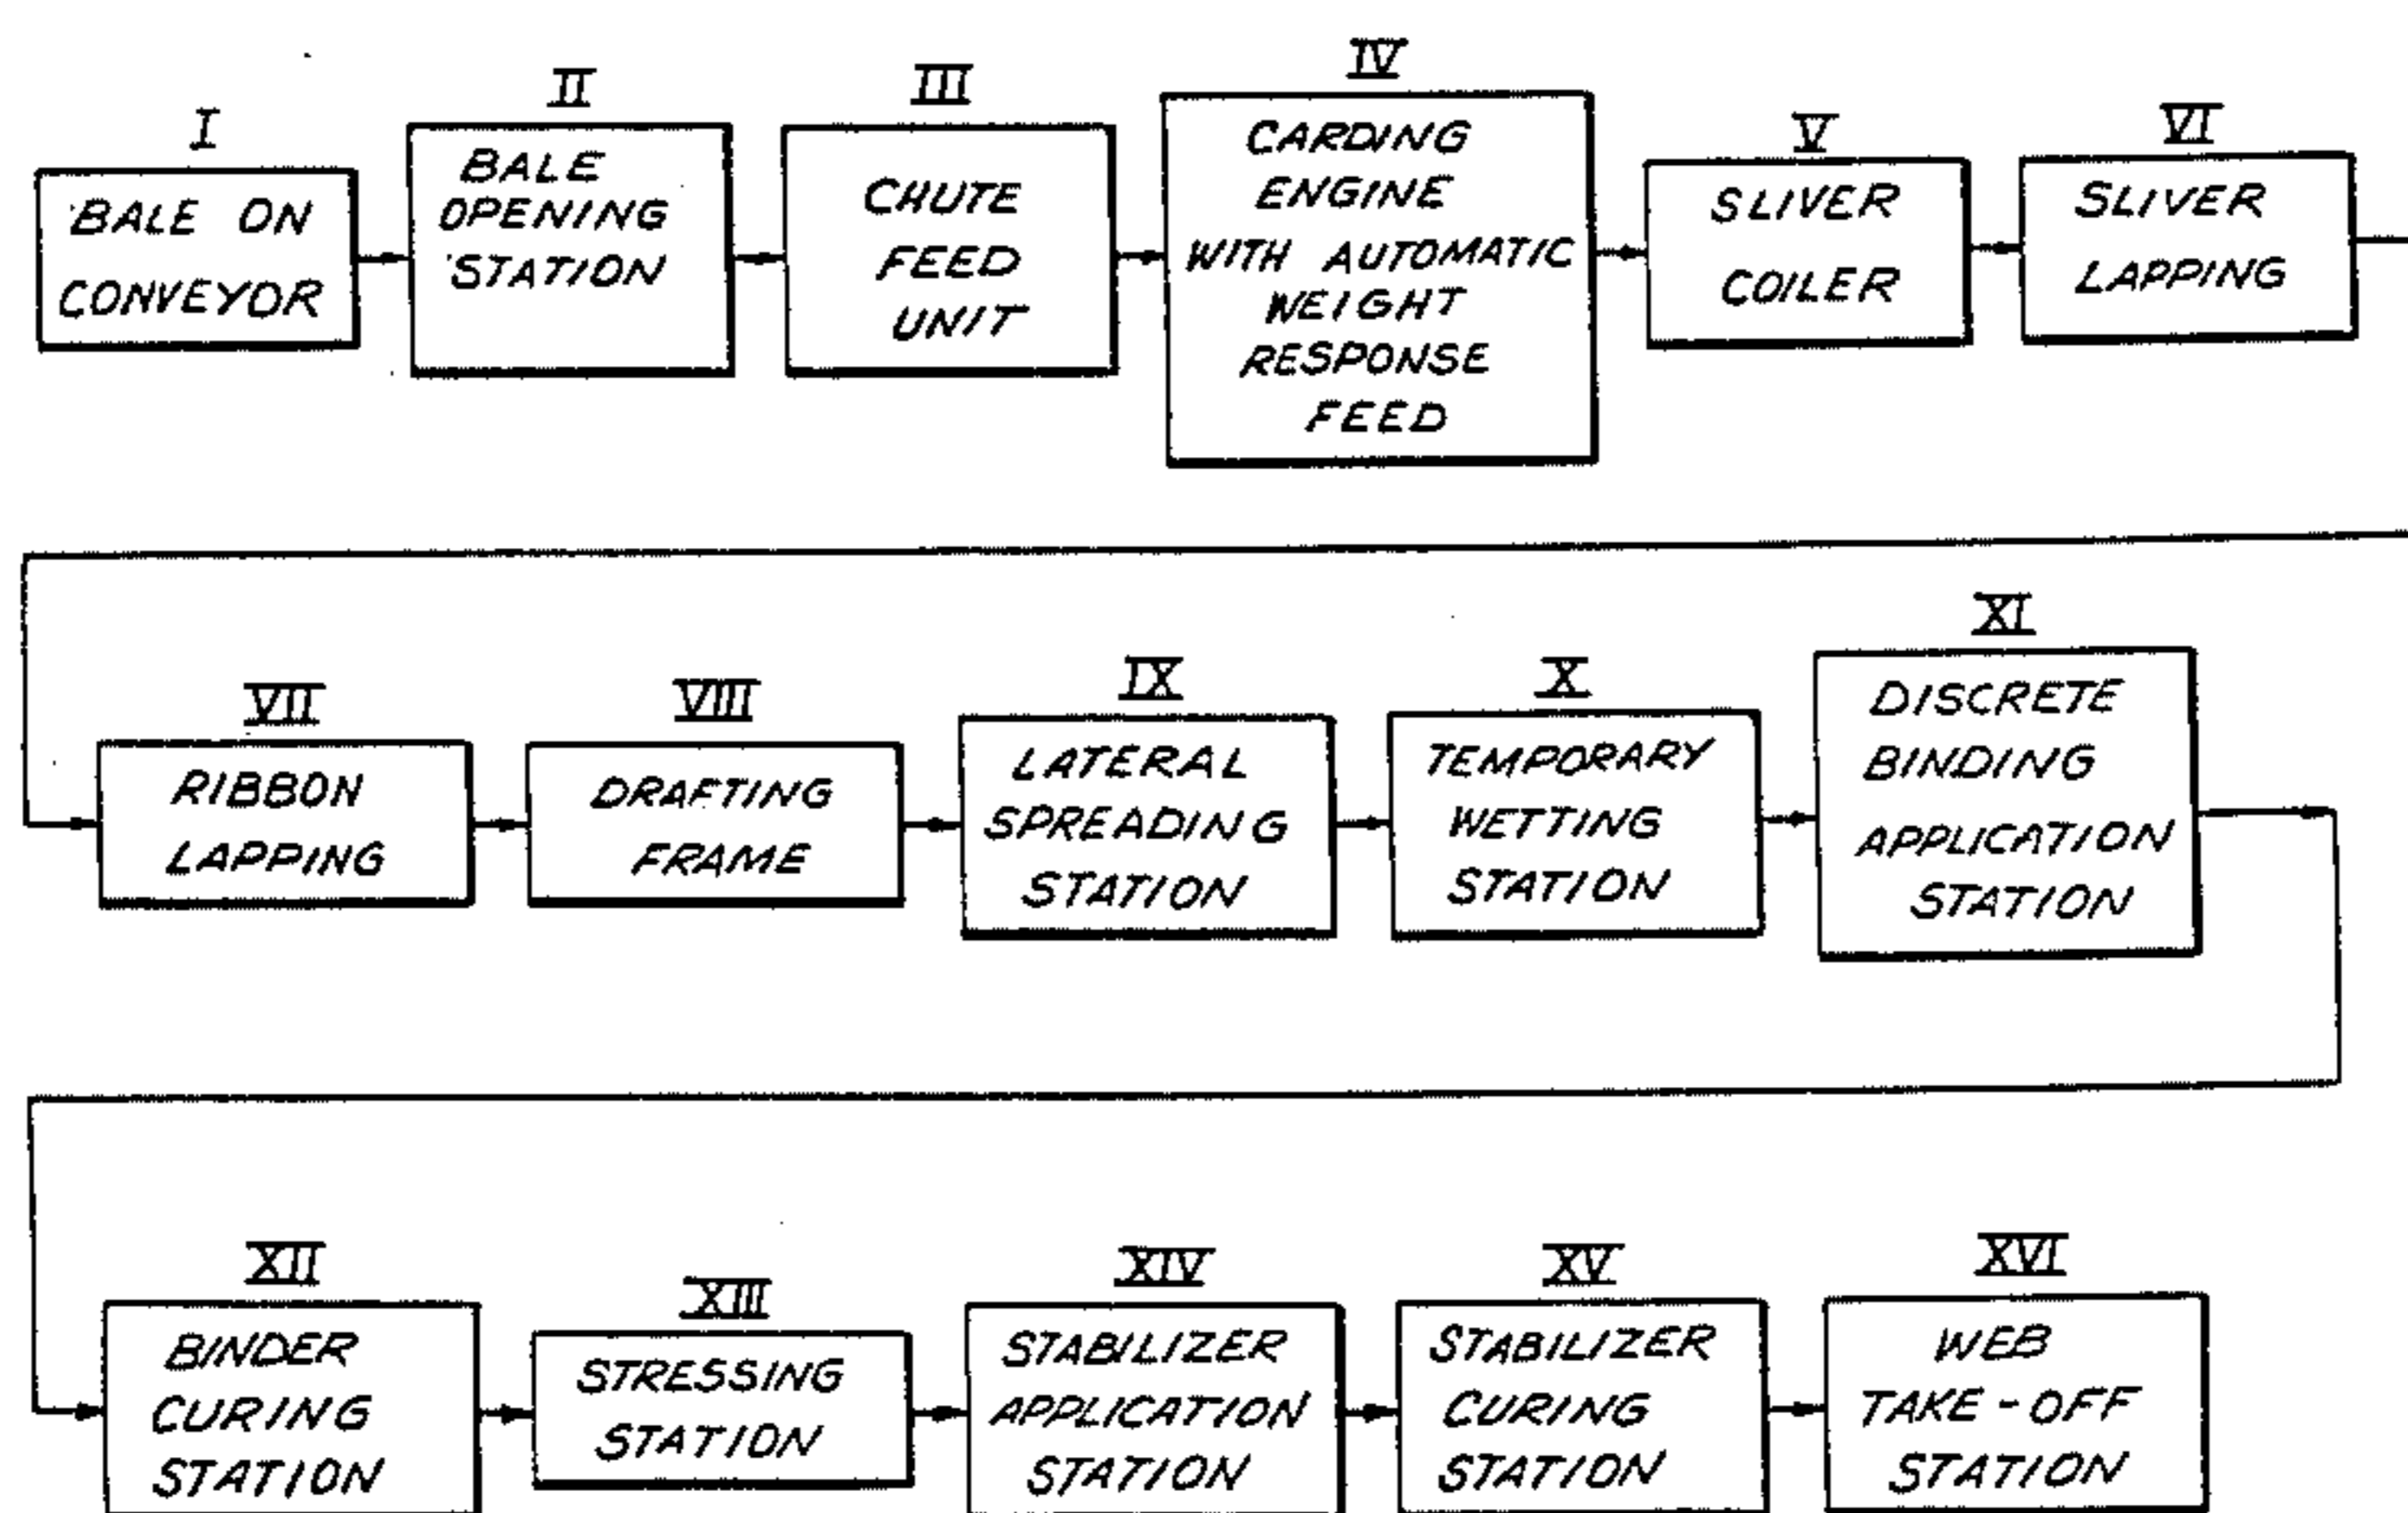 I
BALE ON
CONVEYOR
II
BALE
OPENING
STATION
III
CHUTE
FEED
UNIT
IV
CARDING
ENGINE
WITH AUTOMATIC
WEIGHT
RESPONSE
FEED
V
SLIVER
COILER
VI
SLIVER
LAPPING
VII
RIBBON
LAPPING
VIII
DRAFTING
FRAME
IX
LATERAL
SPREADING
STATION
X
TEMPORARY
WETTING
STATION
XI
DISCRETE
BINDING
APPLICATION
STATION
XII
BINDER
CURING
STATION
XIII
STRESSING
STATION
XIV
STABILIZER
APPLICATION
STATION
XV
STABILIZER
CURING
STATION
XVI
WEB
TAKE-OFF
STATION